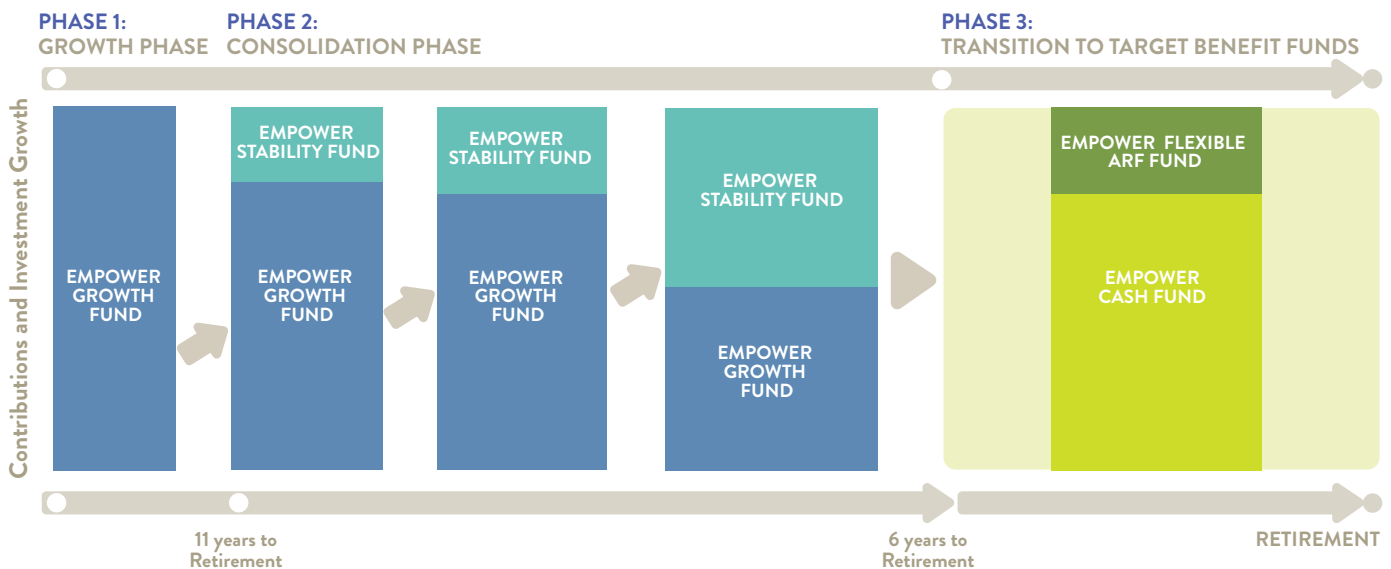 PHASE 1:
GROWTH PHASE
PHASE 2:
CONSOLIDATION PHASE
PHASE 3:
TRANSITION TO TARGET BENEFIT FUNDS
Contributions and Investment Growth
EMPOWER
GROWTH
FUND
EMPOWER
STABILITY FUND
EMPOWER
GROWTH
FUND
EMPOWER
STABILITY FUND
EMPOWER
GROWTH
FUND
EMPOWER
STABILITY FUND
EMPOWER
GROWTH
FUND
EMPOWER FLEXIBLE
ARF FUND
EMPOWER
CASH FUND
11 years to
Retirement
6 years to
Retirement
RETIREMENT